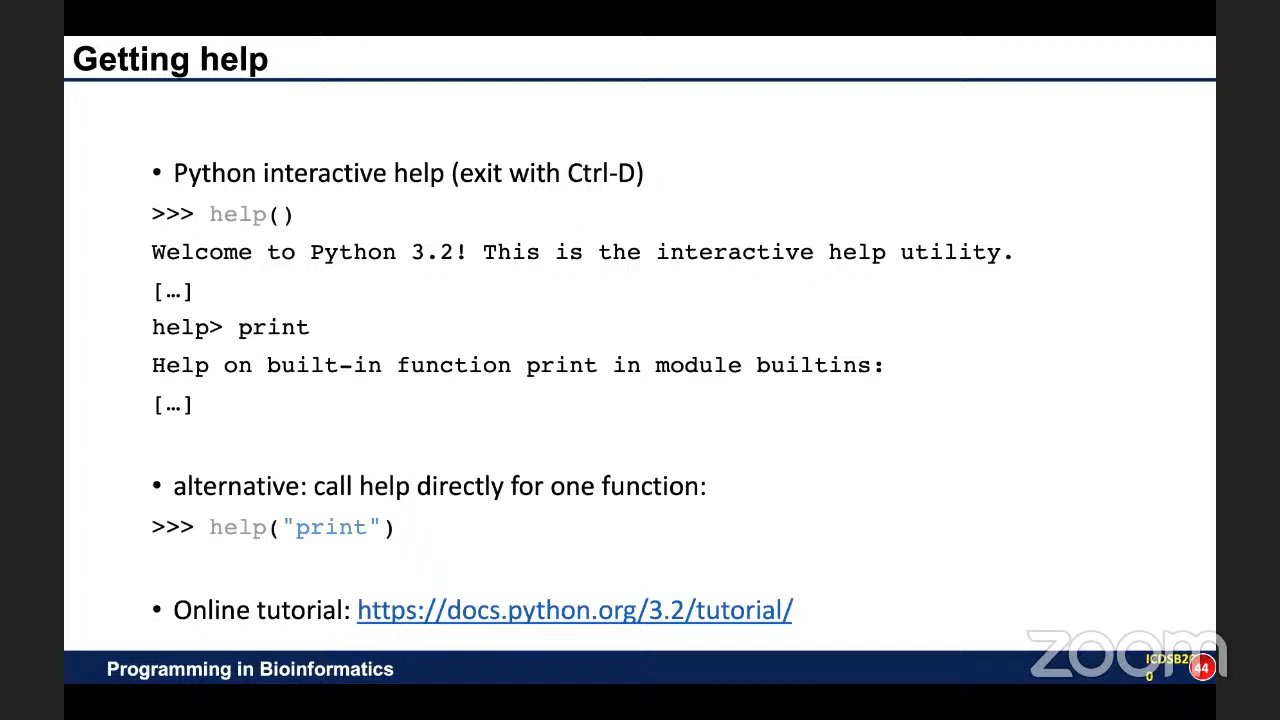 Getting help
• Python interactive help (exit with Ctrl-D)
>>> help()
Welcome to Python 3.2! This is the interactive help utility.
[…]
help> print
Help on built-in function print in module builtins:
[…]
• alternative: call help directly for one function:
>>> help("print")
• Online tutorial: https://docs.python.org/3.2/tutorial/
Programming in Bioinformatics
44
zoom